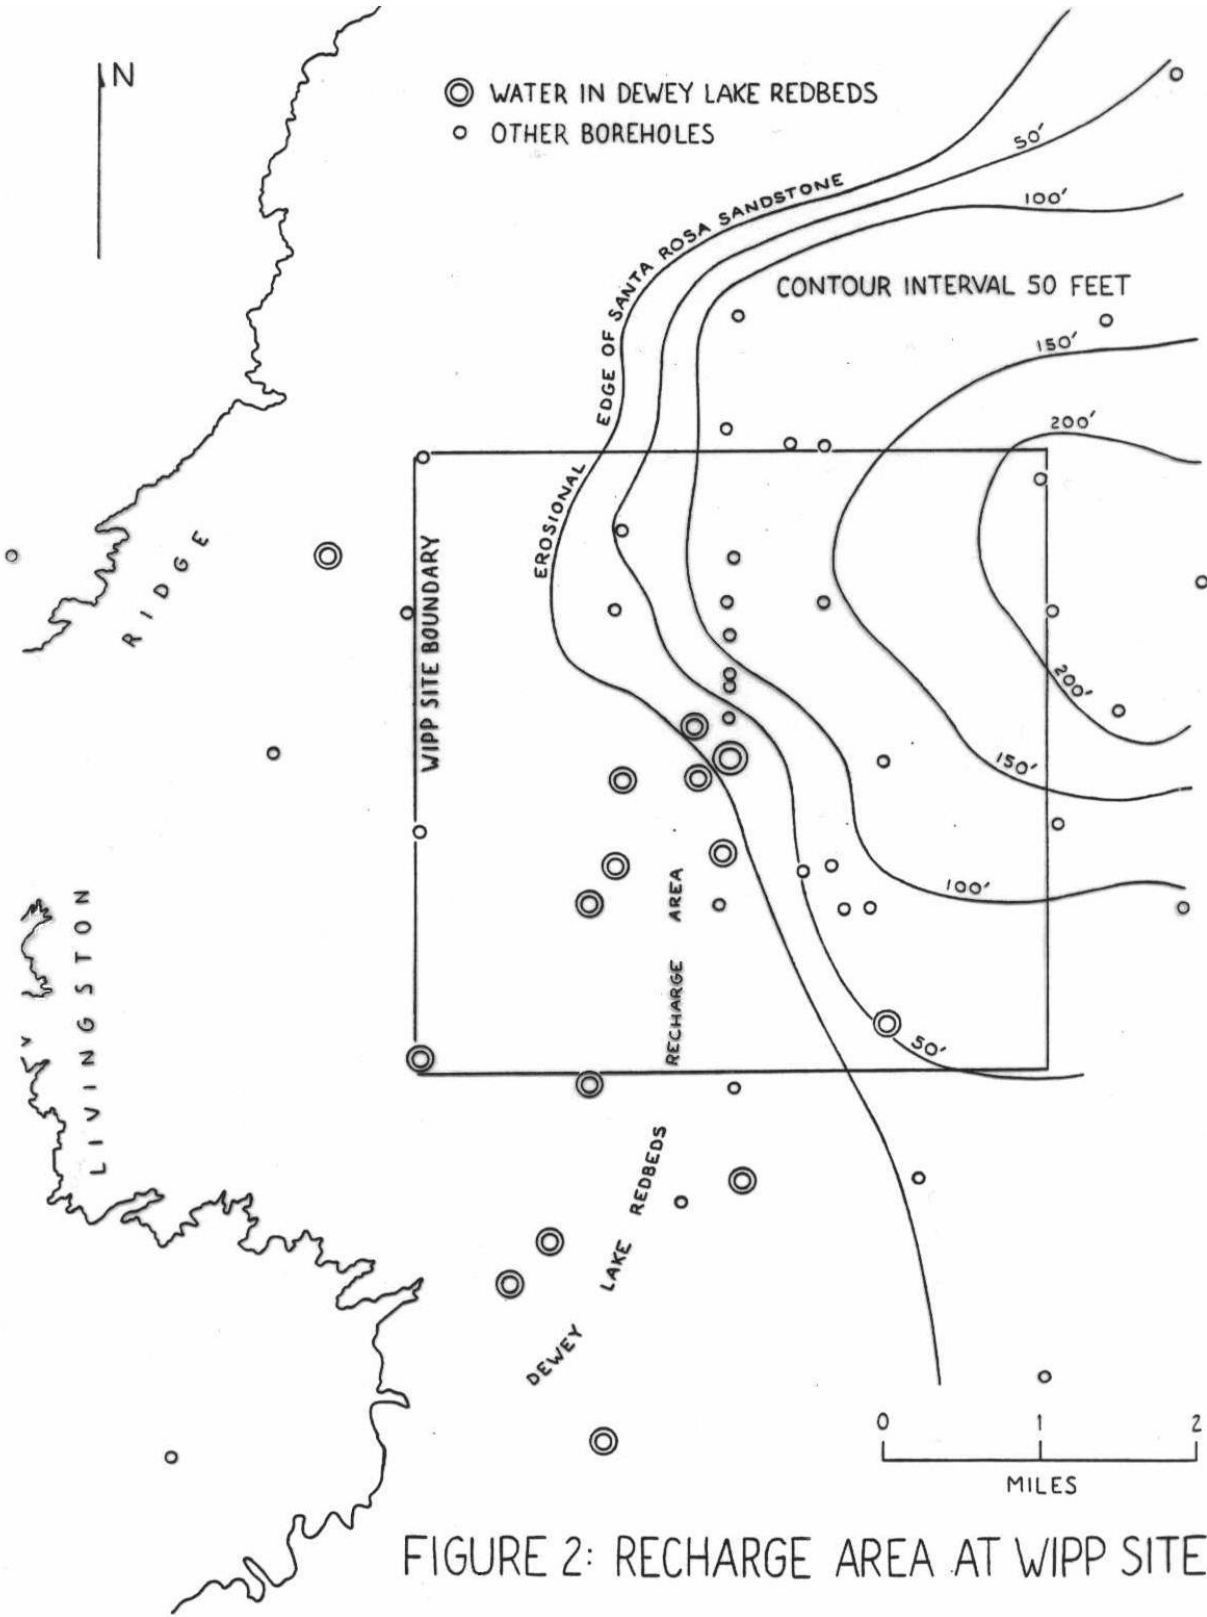 N
WATER IN DEWEY LAKE REDBEDS
OTHER BOREHOLES
50'
EDGE OF SANTA ROSA SANDSTONE
100'
CONTOUR INTERVAL 50 FEET
150'
200'
EROSIONAL
RIDGE
WIPP SITE BOUNDARY
200'
150'
LIVINGSTON
RECHARGE AREA
100'
50'
DEWEY LAKE REDBEDS
0 1 2
MILES
FIGURE 2: RECHARGE AREA AT WIPP SITE